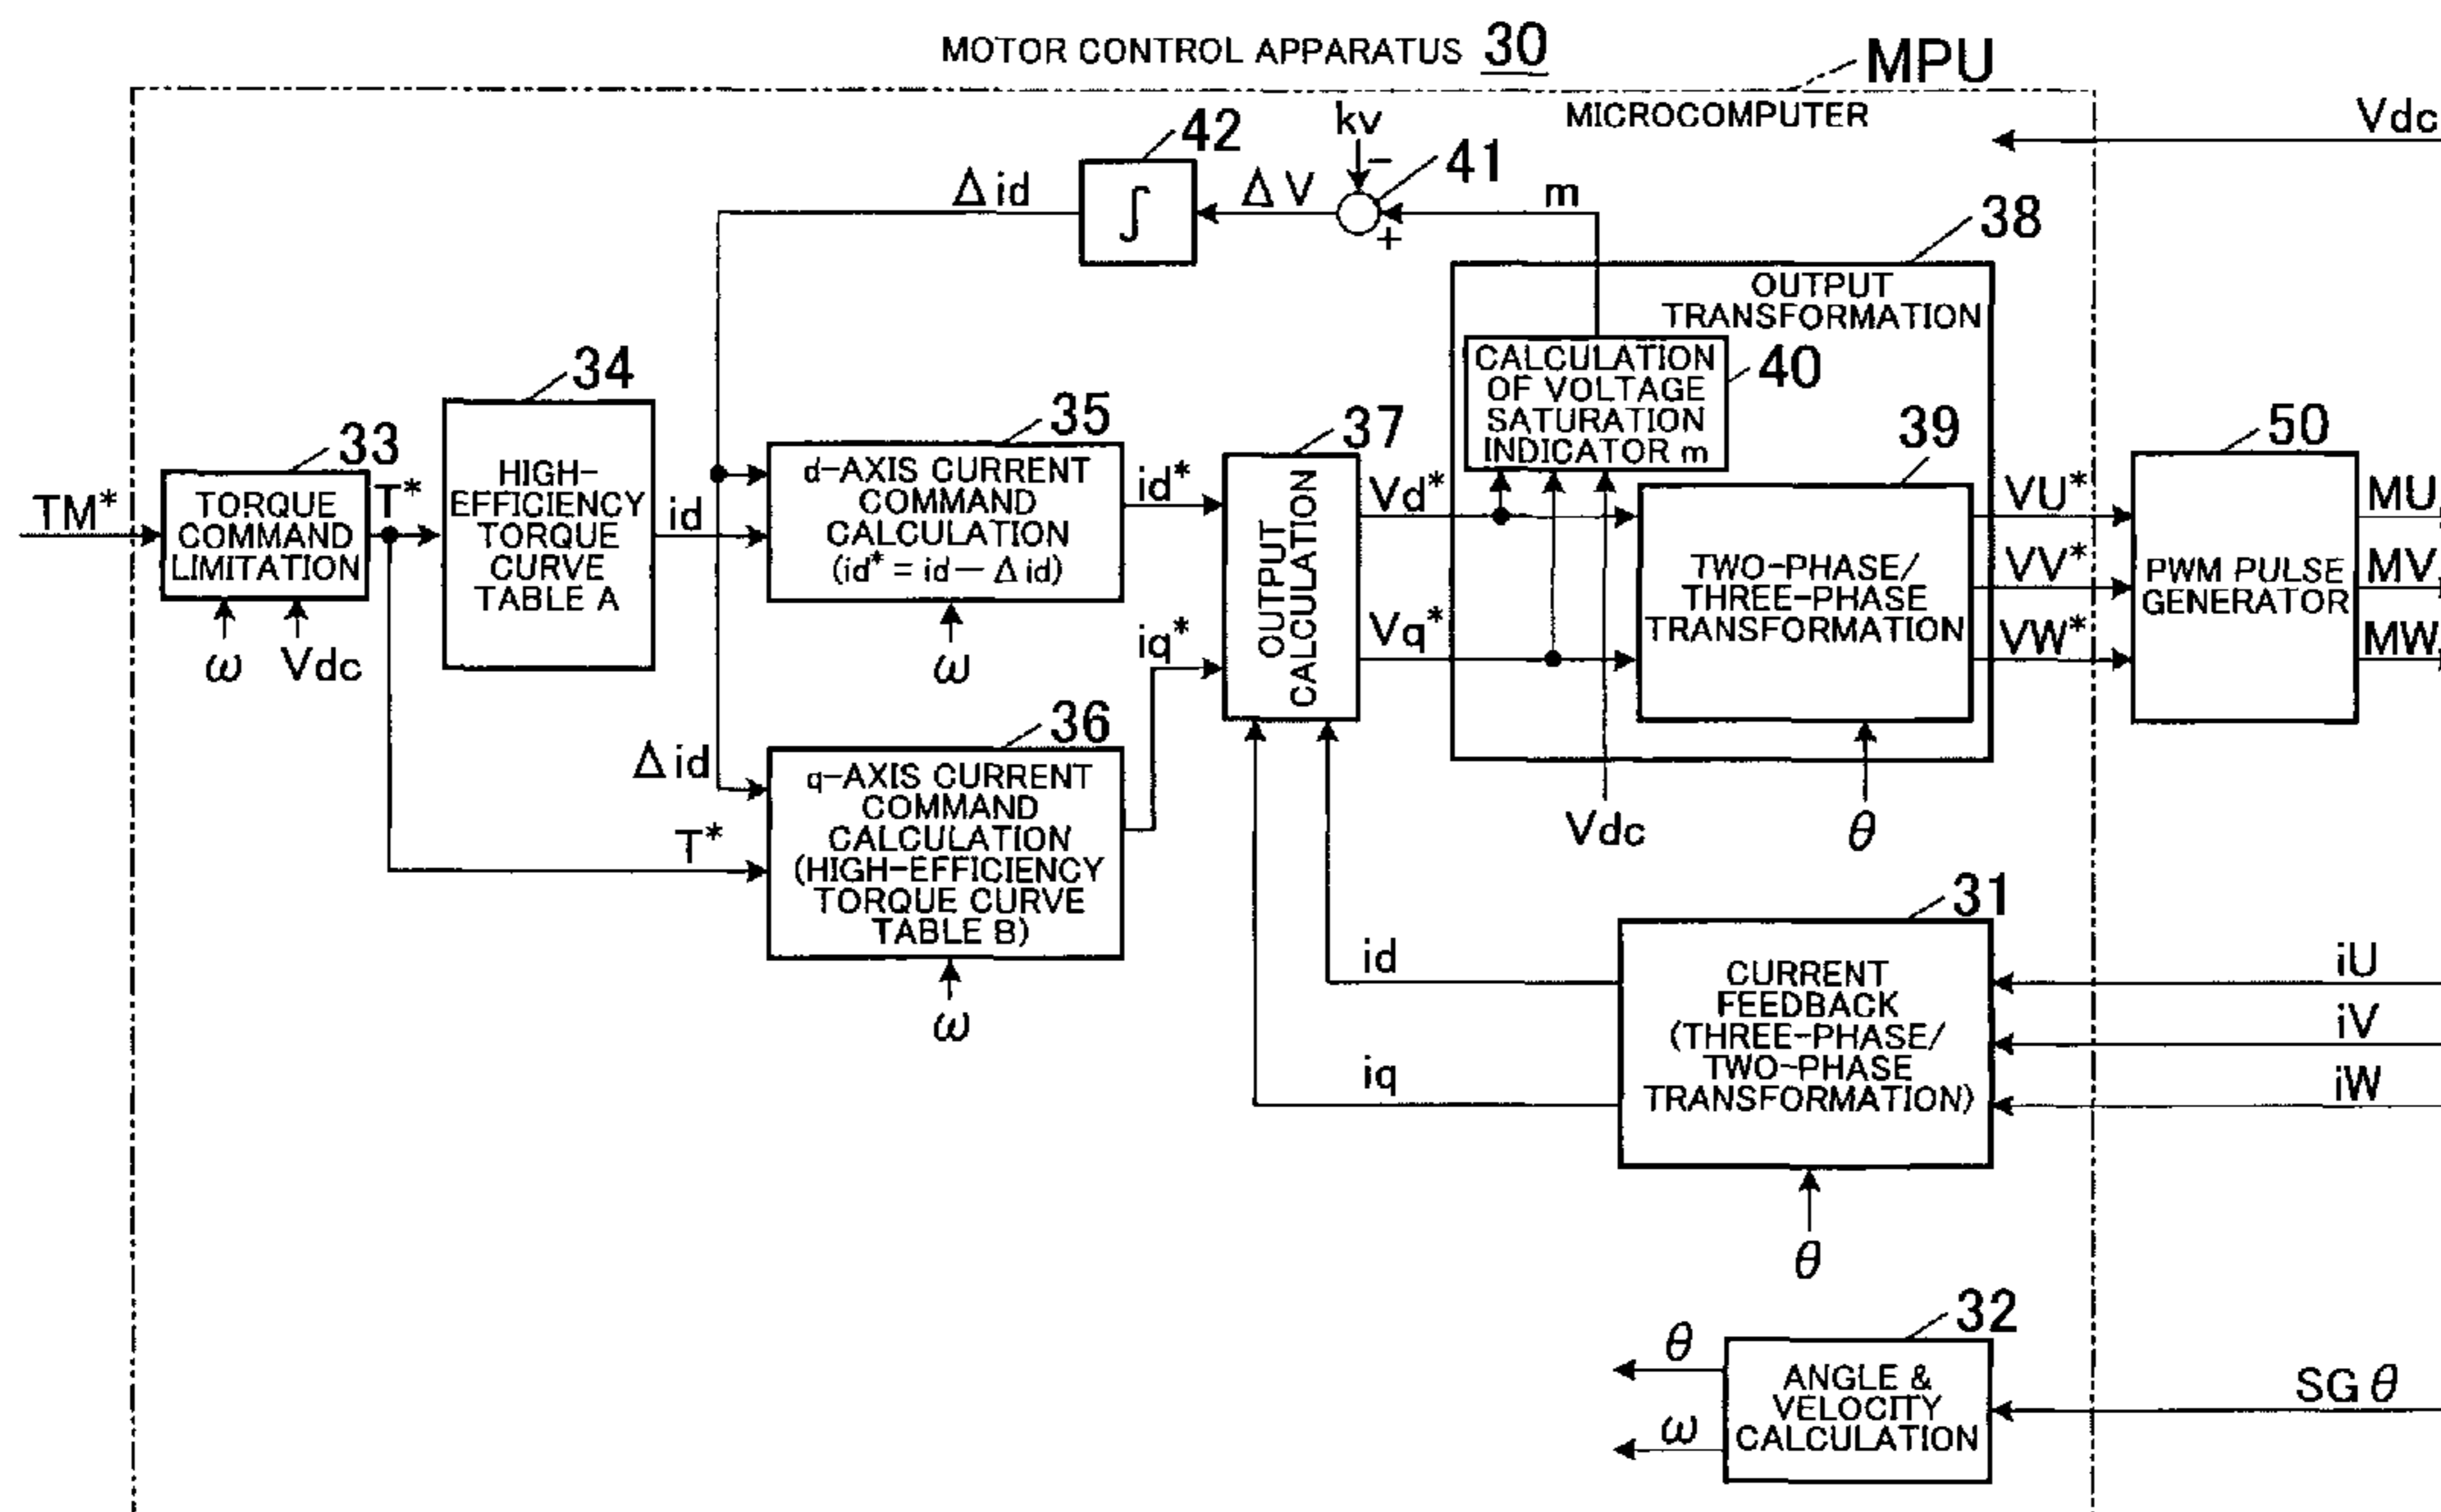 MOTOR CONTROL APPARATUS 30
MPU
MICROCOMPUTER
Vdc
42
kv
−
41
Δid
∫
ΔV
+
m
38
OUTPUT
TRANSFORMATION
CALCULATION
OF VOLTAGE
SATURATION
INDICATOR m
40
34
HIGH-
EFFICIENCY
TORQUE
CURVE
TABLE A
33
TM*
TORQUE
COMMAND
LIMITATION
T*
ω
Vdc
id
35
d-AXIS CURRENT
COMMAND
CALCULATION
(id* = id − Δid)
ω
id*
iq*
37
OUTPUT
CALCULATION
Vd*
Vq*
39
TWO-PHASE/
THREE-PHASE
TRANSFORMATION
Vdc
θ
VU*
VV*
VW*
50
PWM PULSE
GENERATOR
MU,
MV,
MW,
36
Δid
T*
q-AXIS CURRENT
COMMAND
CALCULATION
(HIGH-EFFICIENCY
TORQUE CURVE
TABLE B)
ω
31
id
iq
CURRENT
FEEDBACK
(THREE-PHASE/
TWO-PHASE
TRANSFORMATION)
θ
iU
iV
iW
32
θ
ω
ANGLE &
VELOCITY
CALCULATION
SGθ